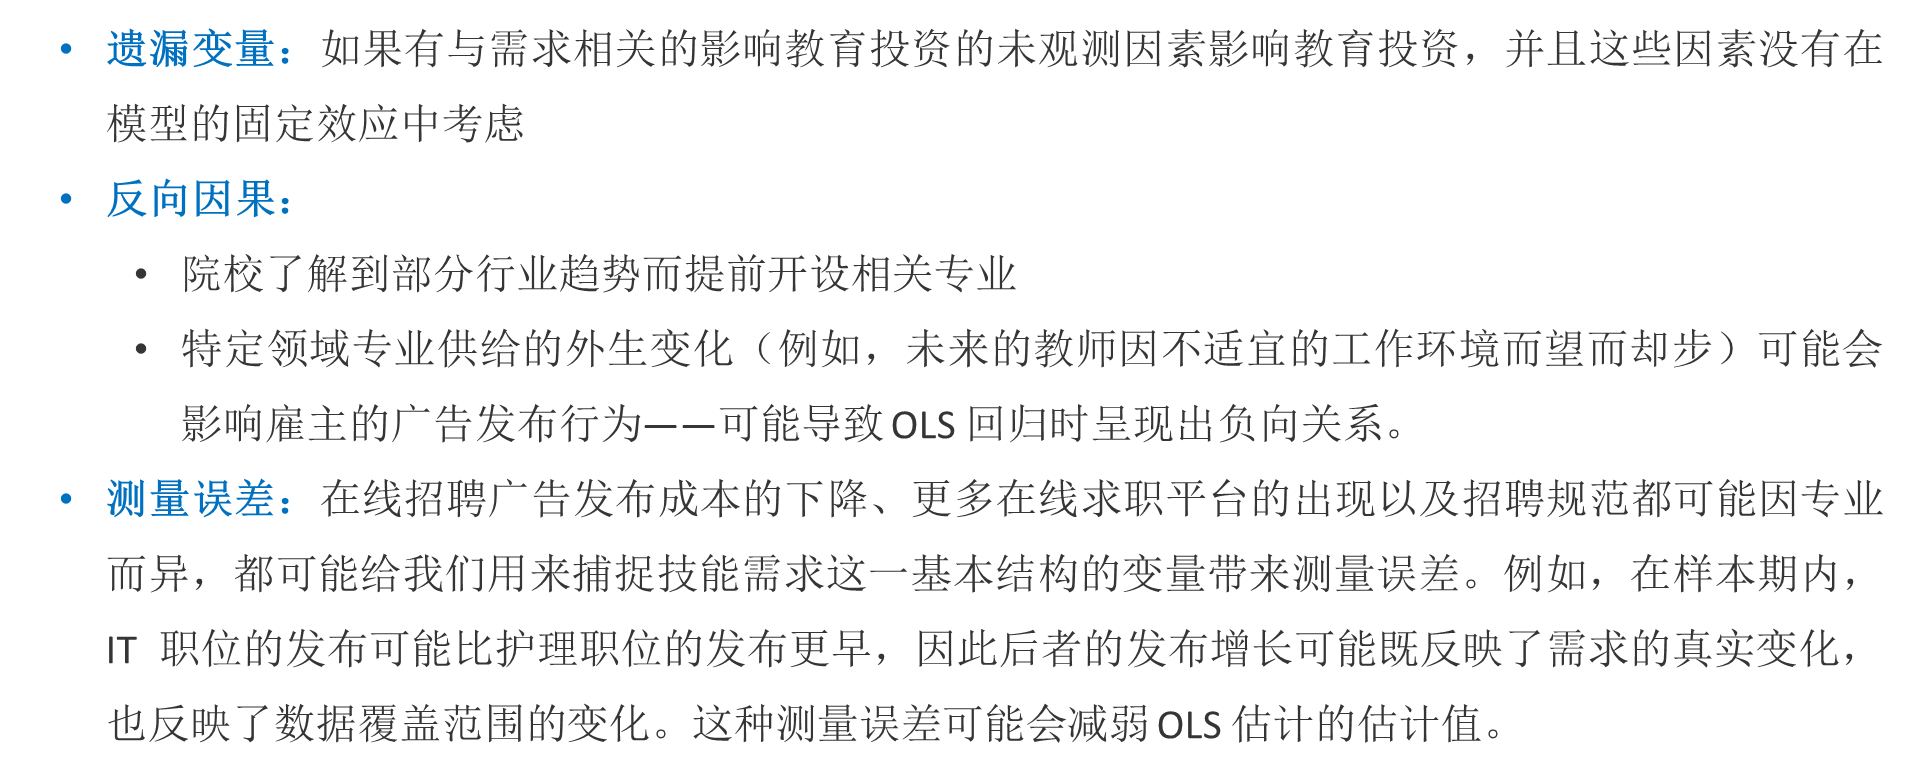 • 遗漏变量：如果有与需求相关的影响教育投资的未观测因素影响教育投资，并且这些因素没有在
模型的固定效应中考虑
• 反向因果：
• 院校了解到部分行业趋势而提前开设相关专业
• 特定领域专业供给的外生变化（例如，未来的教师因不适宜的工作环境而望而却步）可能会
影响雇主的广告发布行为——可能导致 OLS 回归时呈现出负向关系。
• 测量误差：在线招聘广告发布成本的下降、更多在线求职平台的出现以及招聘规范都可能因专业
而异，都可能给我们用来捕捉技能需求这一基本结构的变量带来测量误差。例如，在样本期内，
IT 职位的发布可能比护理职位的发布更早，因此后者的发布增长可能既反映了需求的真实变化，
也反映了数据覆盖范围的变化。这种测量误差可能会减弱 OLS 估计的估计值。